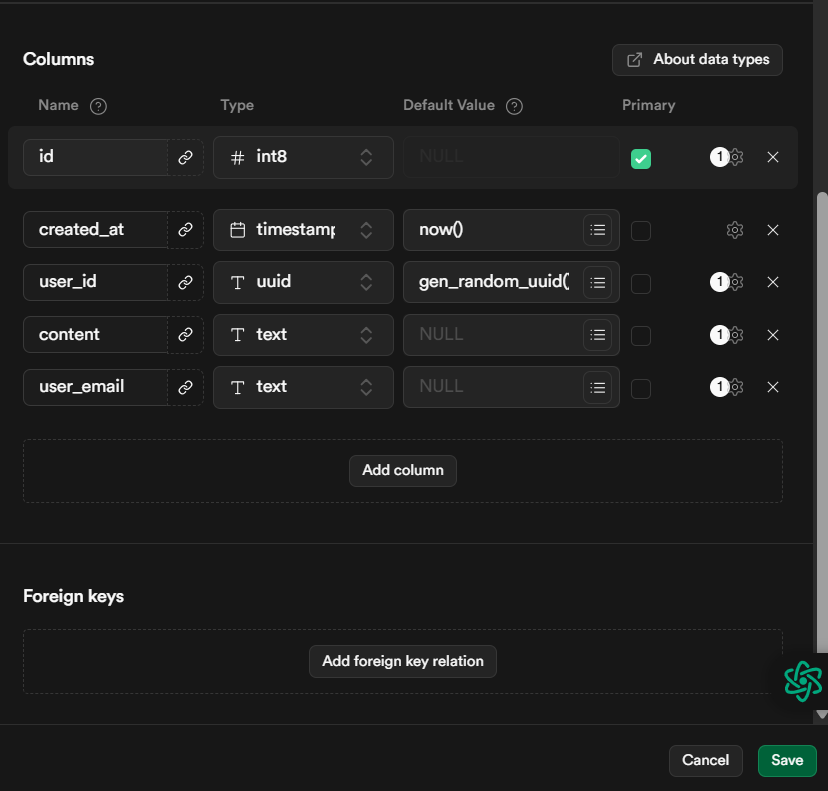 Columns
About data types
Name
Type
Default Value
Primary
id
int8
NULL
1
created_at
timestamp
now()
user_id
uuid
gen_random_uuid(
1
content
text
NULL
1
user_email
text
NULL
1
Add column
Foreign keys
Add foreign key relation
Cancel
Save